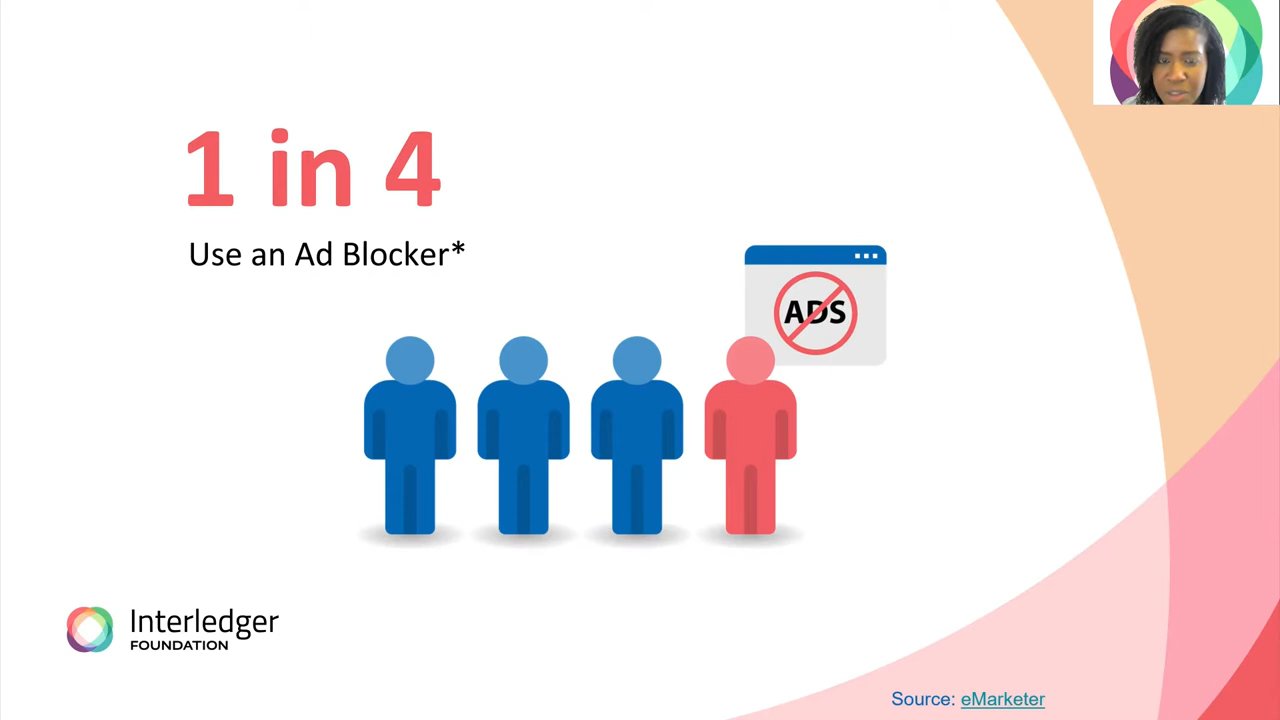 1 in 4
Use an Ad Blocker*
ADS
Interledger
FOUNDATION
Source: eMarketer